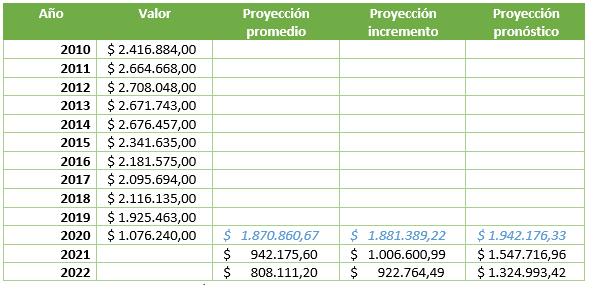 Año Valor Proyección promedio Proyección incremento Proyección pronóstico
2010 $ 2.416.884,00
2011 $ 2.664.668,00
2012 $ 2.708.048,00
2013 $ 2.671.743,00
2014 $ 2.676.457,00
2015 $ 2.341.635,00
2016 $ 2.181.575,00
2017 $ 2.095.694,00
2018 $ 2.116.135,00
2019 $ 1.925.463,00
2020 $ 1.076.240,00 $ 1.870.860,67 $ 1.881.389,22 $ 1.942.176,33
2021 $ 942.175,60 $ 1.006.600,99 $ 1.547.716,96
2022 $ 808.111,20 $ 922.764,49 $ 1.324.993,42